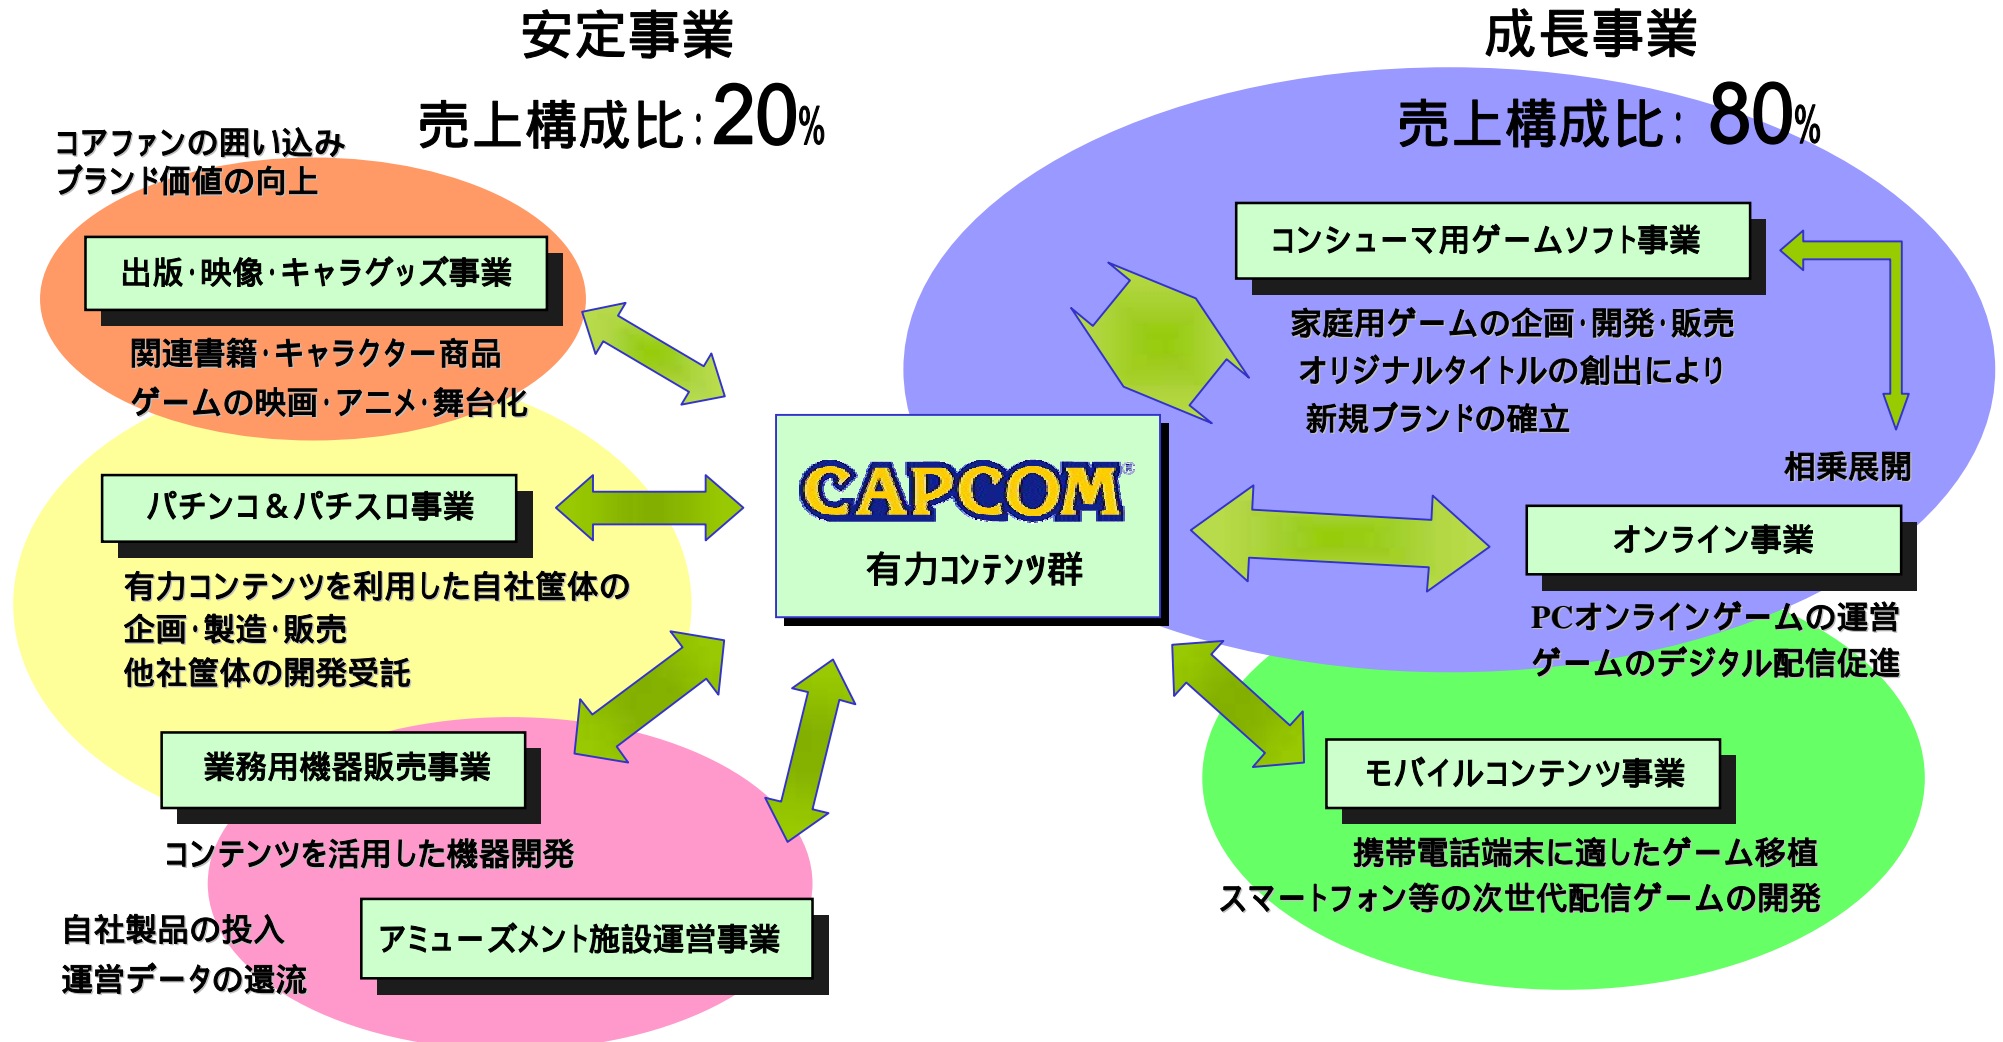 安定事業
売上構成比：20%
コアファンの囲い込み
ブランド価値の向上
出版・映像・キャラグッズ事業
関連書籍・キャラクター商品
ゲームの映画・アニメ・舞台化
パチンコ＆パチスロ事業
有力コンテンツを利用した自社筐体の
企画・製造・販売
他社筐体の開発受託
業務用機器販売事業
コンテンツを活用した機器開発
自社製品の投入
運営データの還流
アミューズメント施設運営事業
CAPCOM®
有力コンテンツ群
成長事業
売上構成比：80%
コンシューマ用ゲームソフト事業
家庭用ゲームの企画・開発・販売
オリジナルタイトルの創出により
新規ブランドの確立
相乗展開
オンライン事業
PCオンラインゲームの運営
ゲームのデジタル配信促進
モバイルコンテンツ事業
携帯電話端末に適したゲーム移植
スマートフォン等の次世代配信ゲームの開発